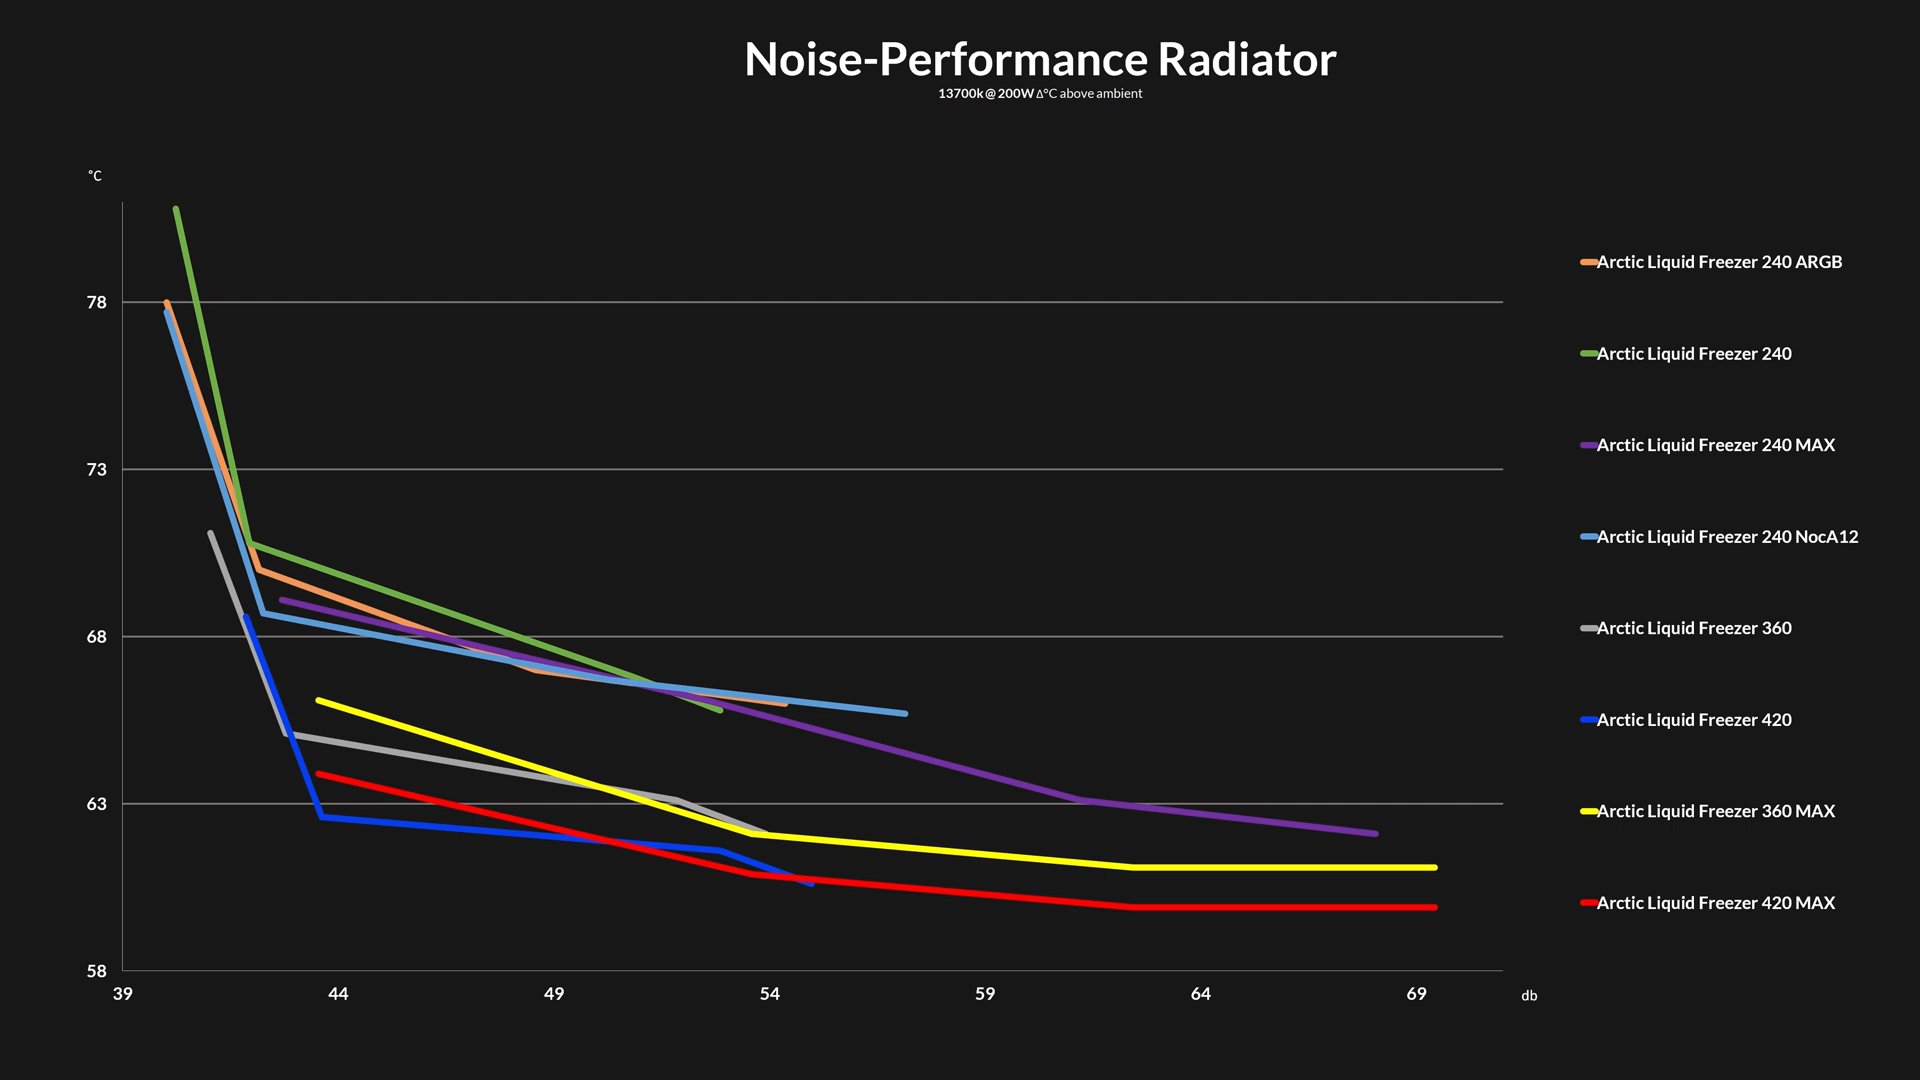 Noise-Performance Radiator
13700k @ 200W Δ°C above ambient
°C
78
73
68
63
58
39 44 49 54 59 64 69 db
Arctic Liquid Freezer 240 ARGB
Arctic Liquid Freezer 240
Arctic Liquid Freezer 240 MAX
Arctic Liquid Freezer 240 NocA12
Arctic Liquid Freezer 360
Arctic Liquid Freezer 420
Arctic Liquid Freezer 360 MAX
Arctic Liquid Freezer 420 MAX